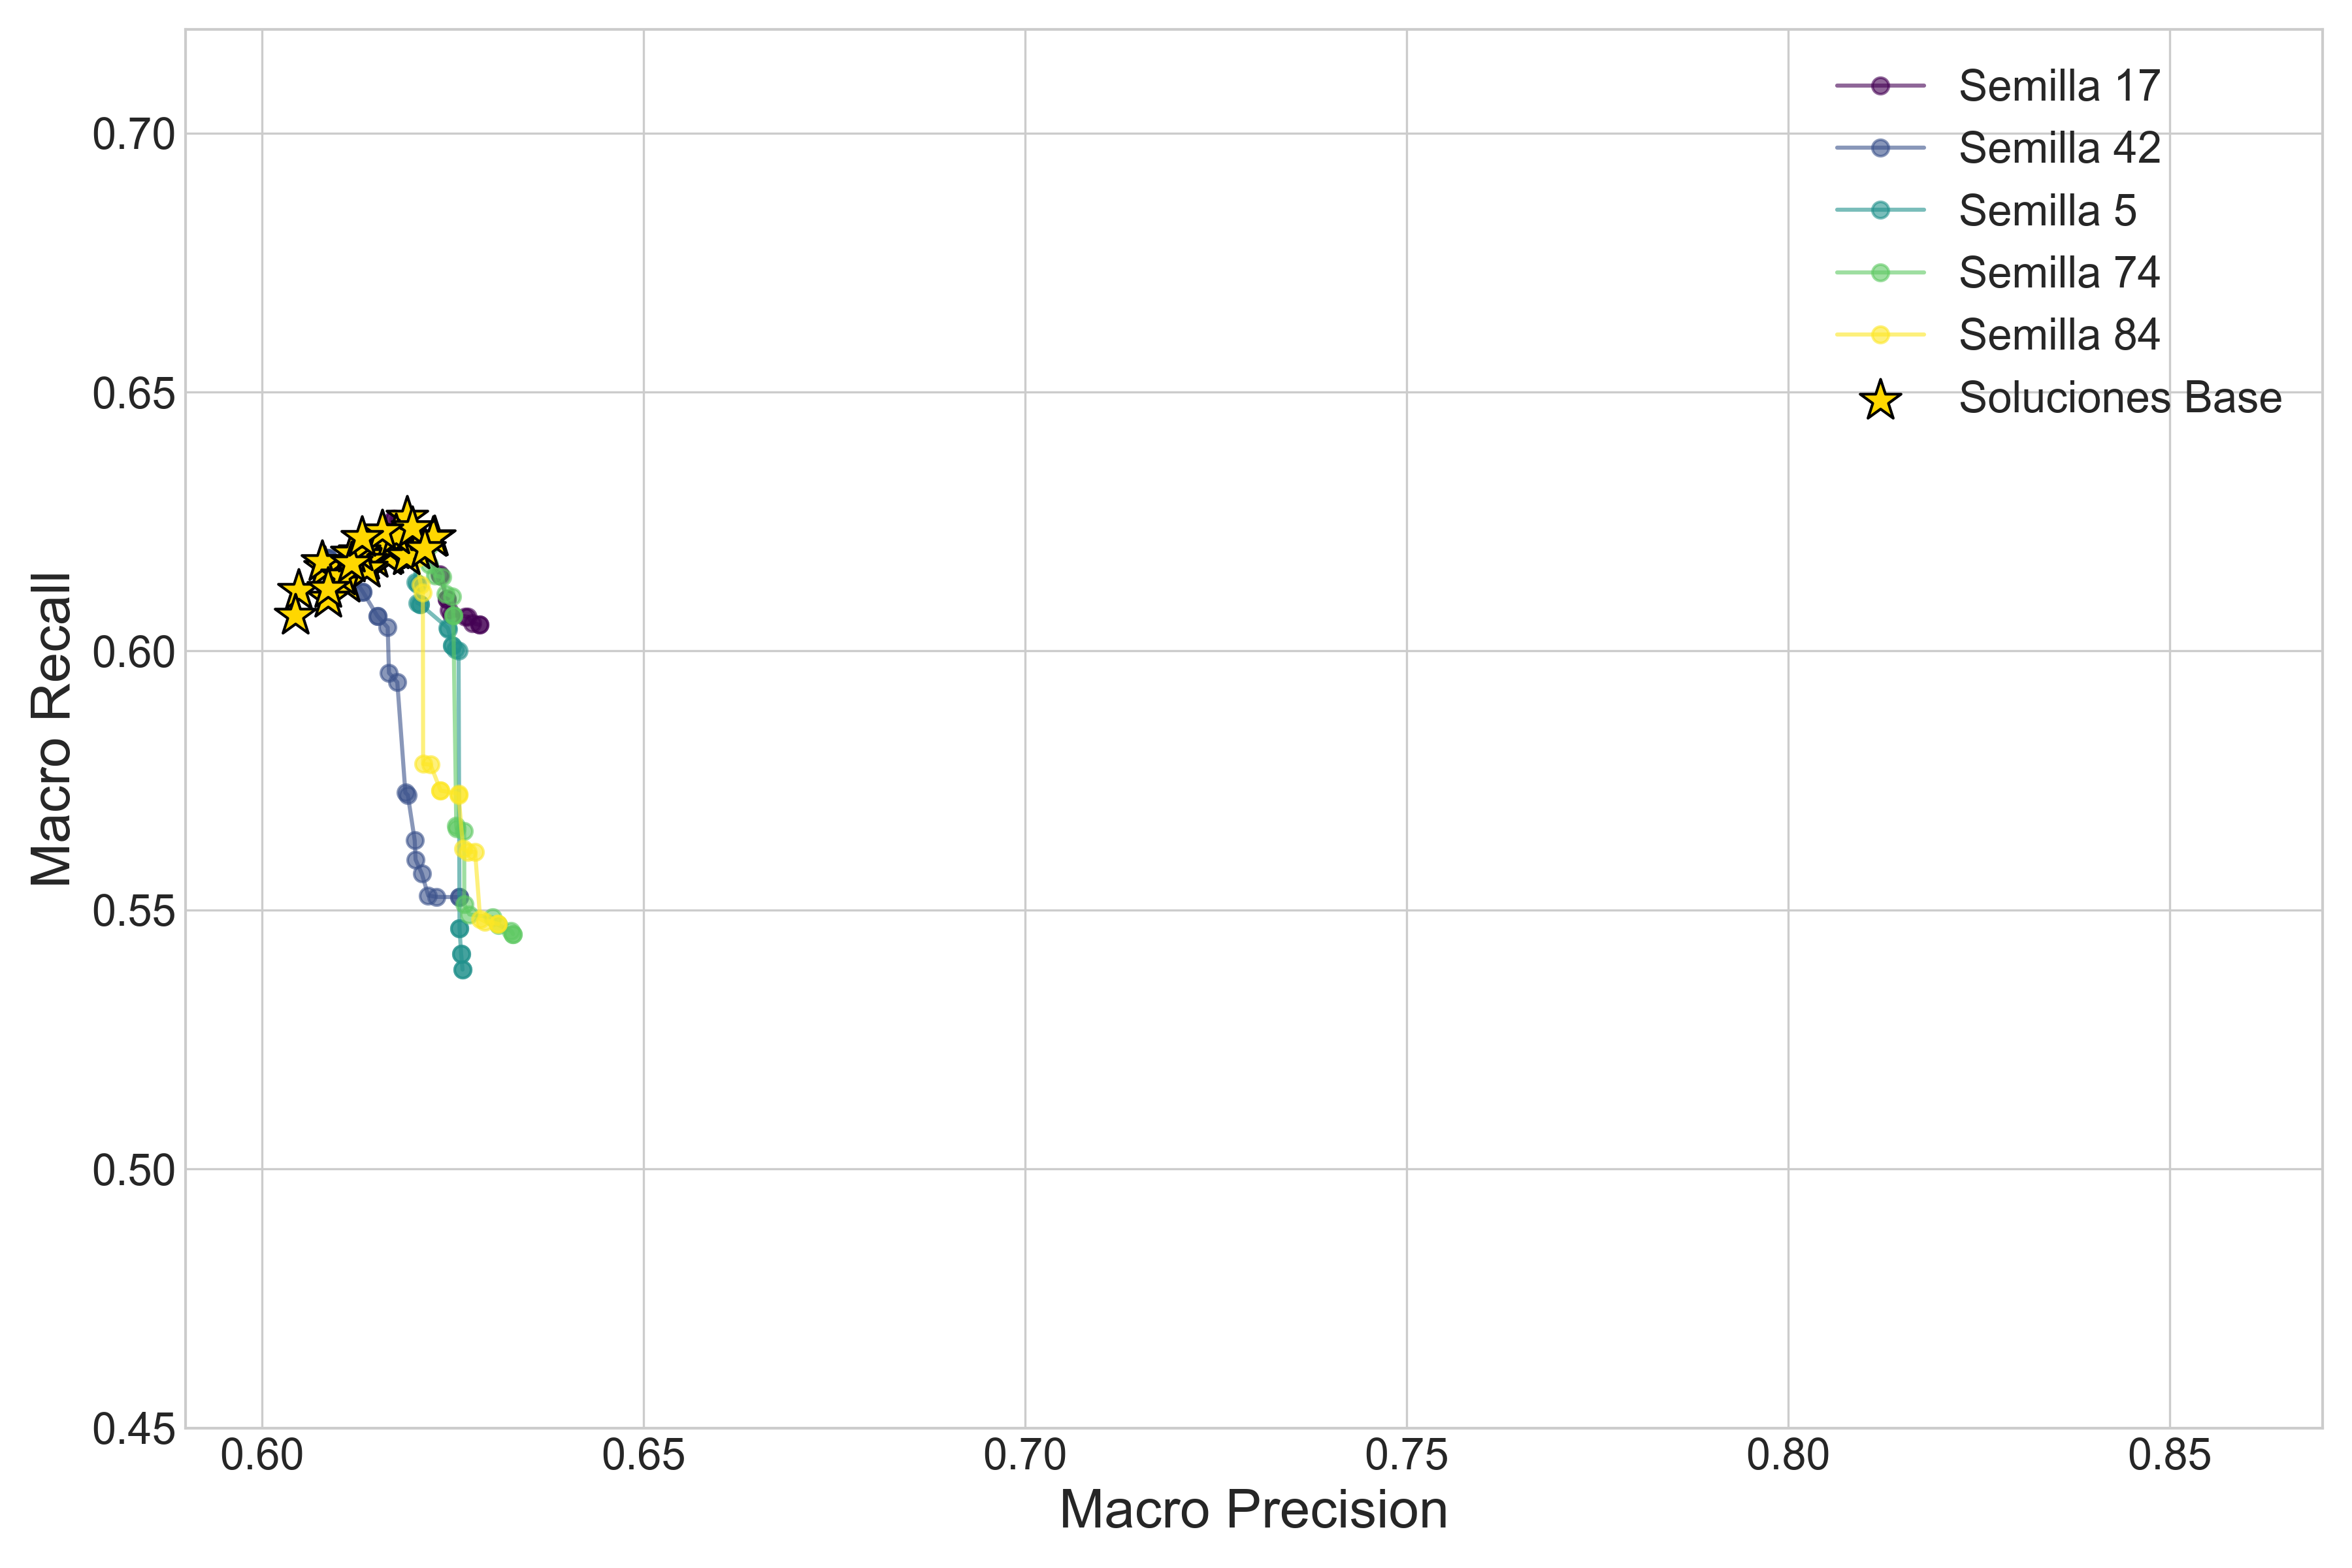 Semilla 17
Semilla 42
Semilla 5
Semilla 74
Semilla 84
Soluciones Base
Macro Recall
0.70
0.65
0.60
0.55
0.50
0.45
0.60 0.65 0.70 0.75 0.80 0.85
Macro Precision